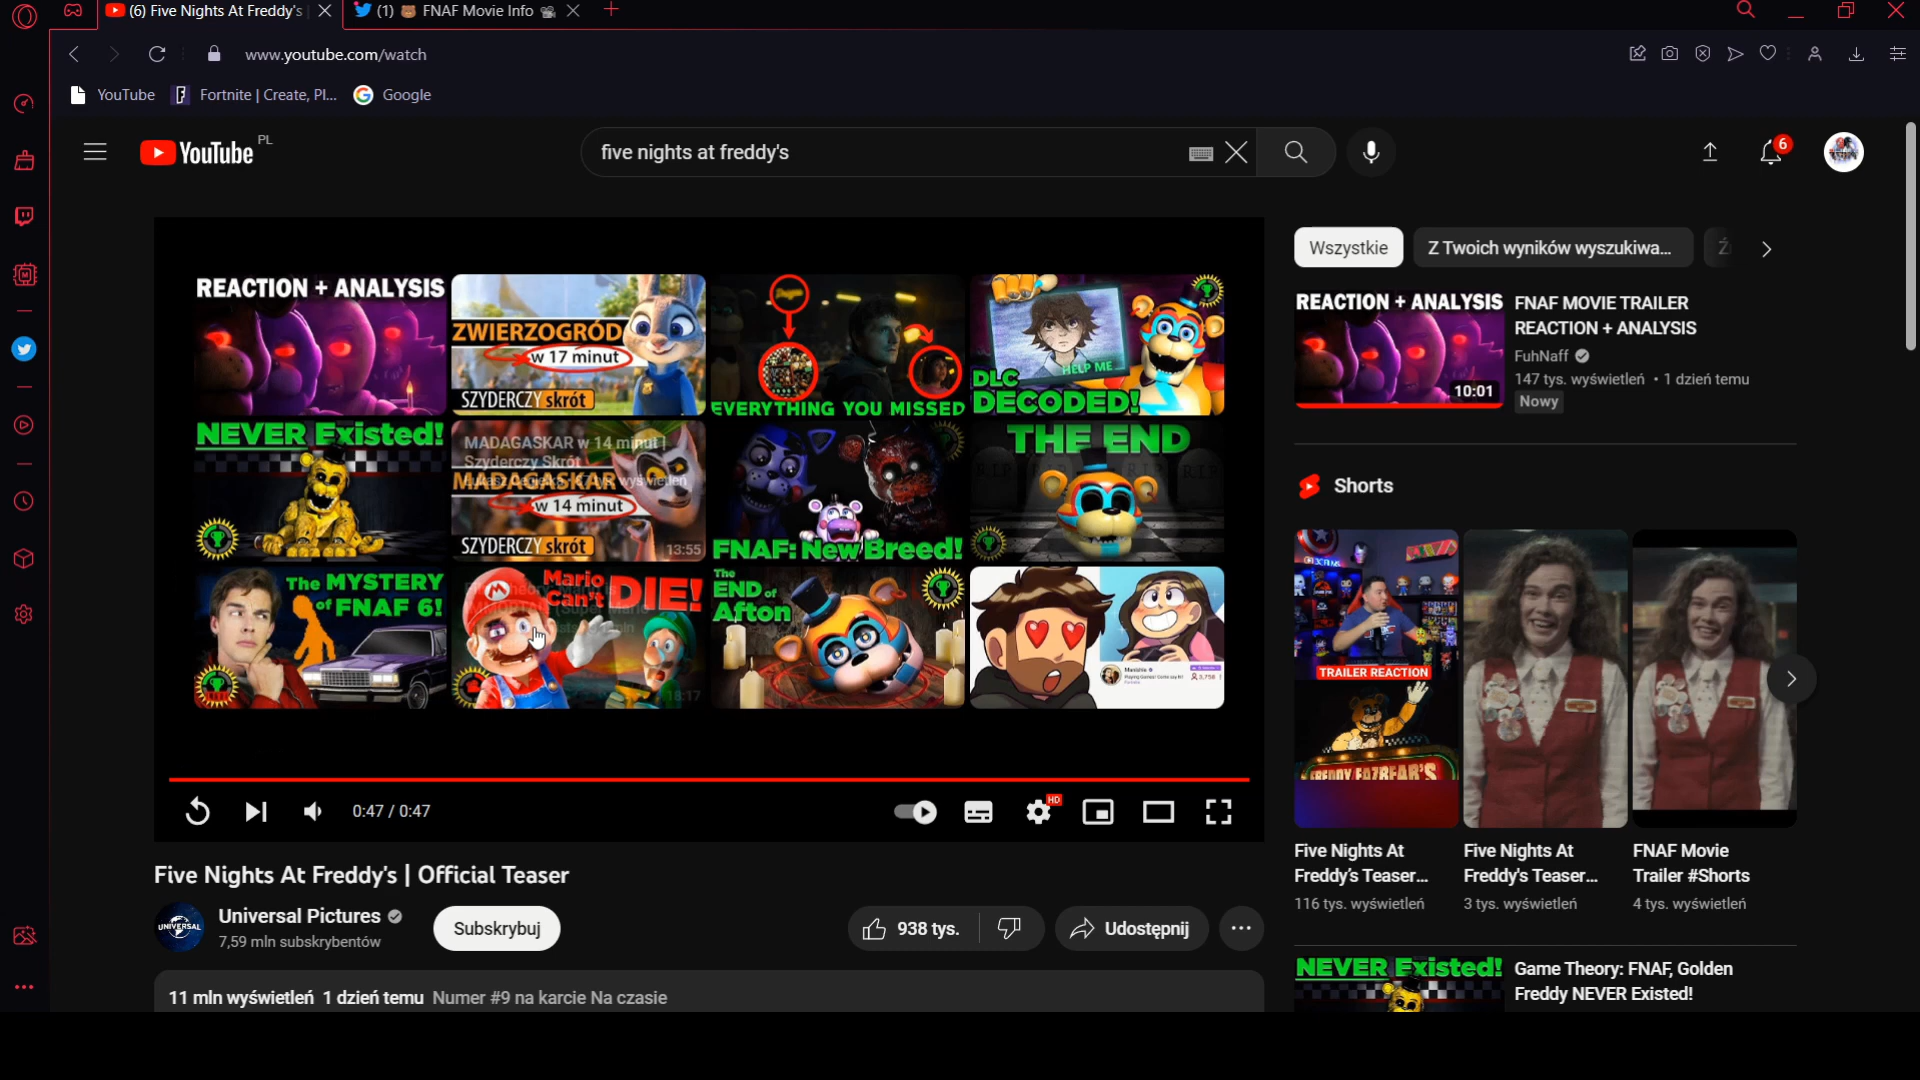 (6) Five Nights At Freddy's
(1) 🐻 FNAF Movie Info 📽
www.youtube.com/watch
YouTube
Fortnite | Create, Pl...
Google
YouTube PL
five nights at freddy's
6
REACTION + ANALYSIS
ZWIERZOGRÓD
w 17 minut
SZYDERCZY skrót
EVERYTHING YOU MISSED
HELP ME
DLC
DECODED!
NEVER Existed!
MADAGASKAR w 14 minut |
Szyderczy Skrót
MADAGASKAR
w 14 minut
SZYDERCZY skrót
13:55
FNAF: New Breed!
THE END
R.I.P
The MYSTERY
of FNAF 6!
Mario
Can't DIE!
18:17
The
END of
Afton
3,758
0:47 / 0:47
HD
Five Nights At Freddy's | Official Teaser
UNIVERSAL
Universal Pictures
7,59 mln subskrybentów
Subskrybuj
938 tys.
Udostępnij
11 mln wyświetleń 1 dzień temu Numer #9 na karcie Na czasie
Wszystkie
Z Twoich wyników wyszukiwa...
Ź
REACTION + ANALYSIS
10:01
FNAF MOVIE TRAILER
REACTION + ANALYSIS
FuhNaff
147 tys. wyświetleń • 1 dzień temu
Nowy
Shorts
TRAILER REACTION
FREDDY FAZBEAR'S
Five Nights At
Freddy's Teaser...
116 tys. wyświetleń
Five Nights At
Freddy's Teaser...
3 tys. wyświetleń
FNAF Movie
Trailer #Shorts
4 tys. wyświetleń
NEVER Existed!
Game Theory: FNAF, Golden
Freddy NEVER Existed!